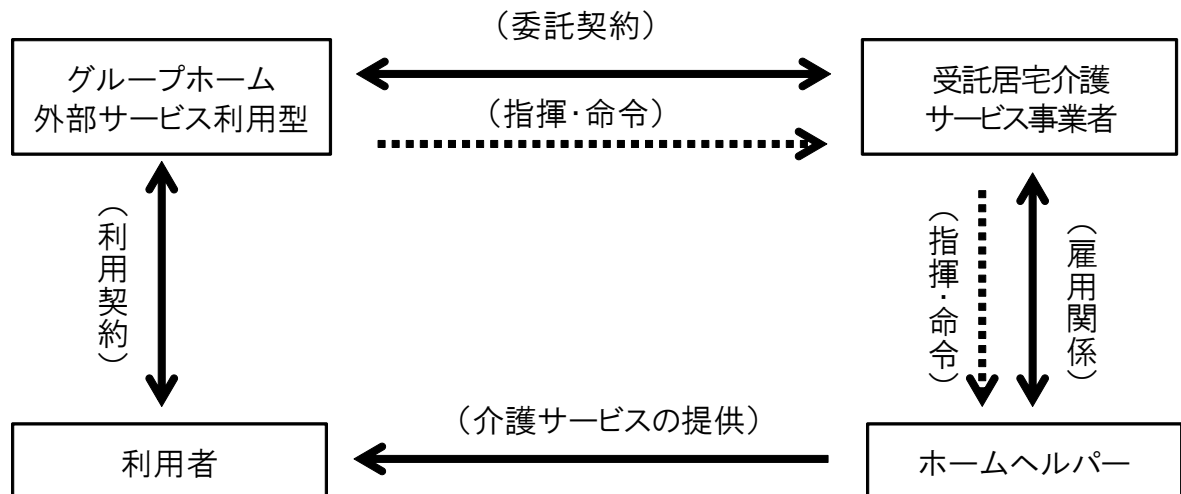 (委託契約)
グループホーム
外部サービス利用型
受託居宅介護
サービス事業者
(指揮・命令)
(利用契約)
(指揮・命令)
(雇用関係)
(介護サービスの提供)
利用者
ホームヘルパー